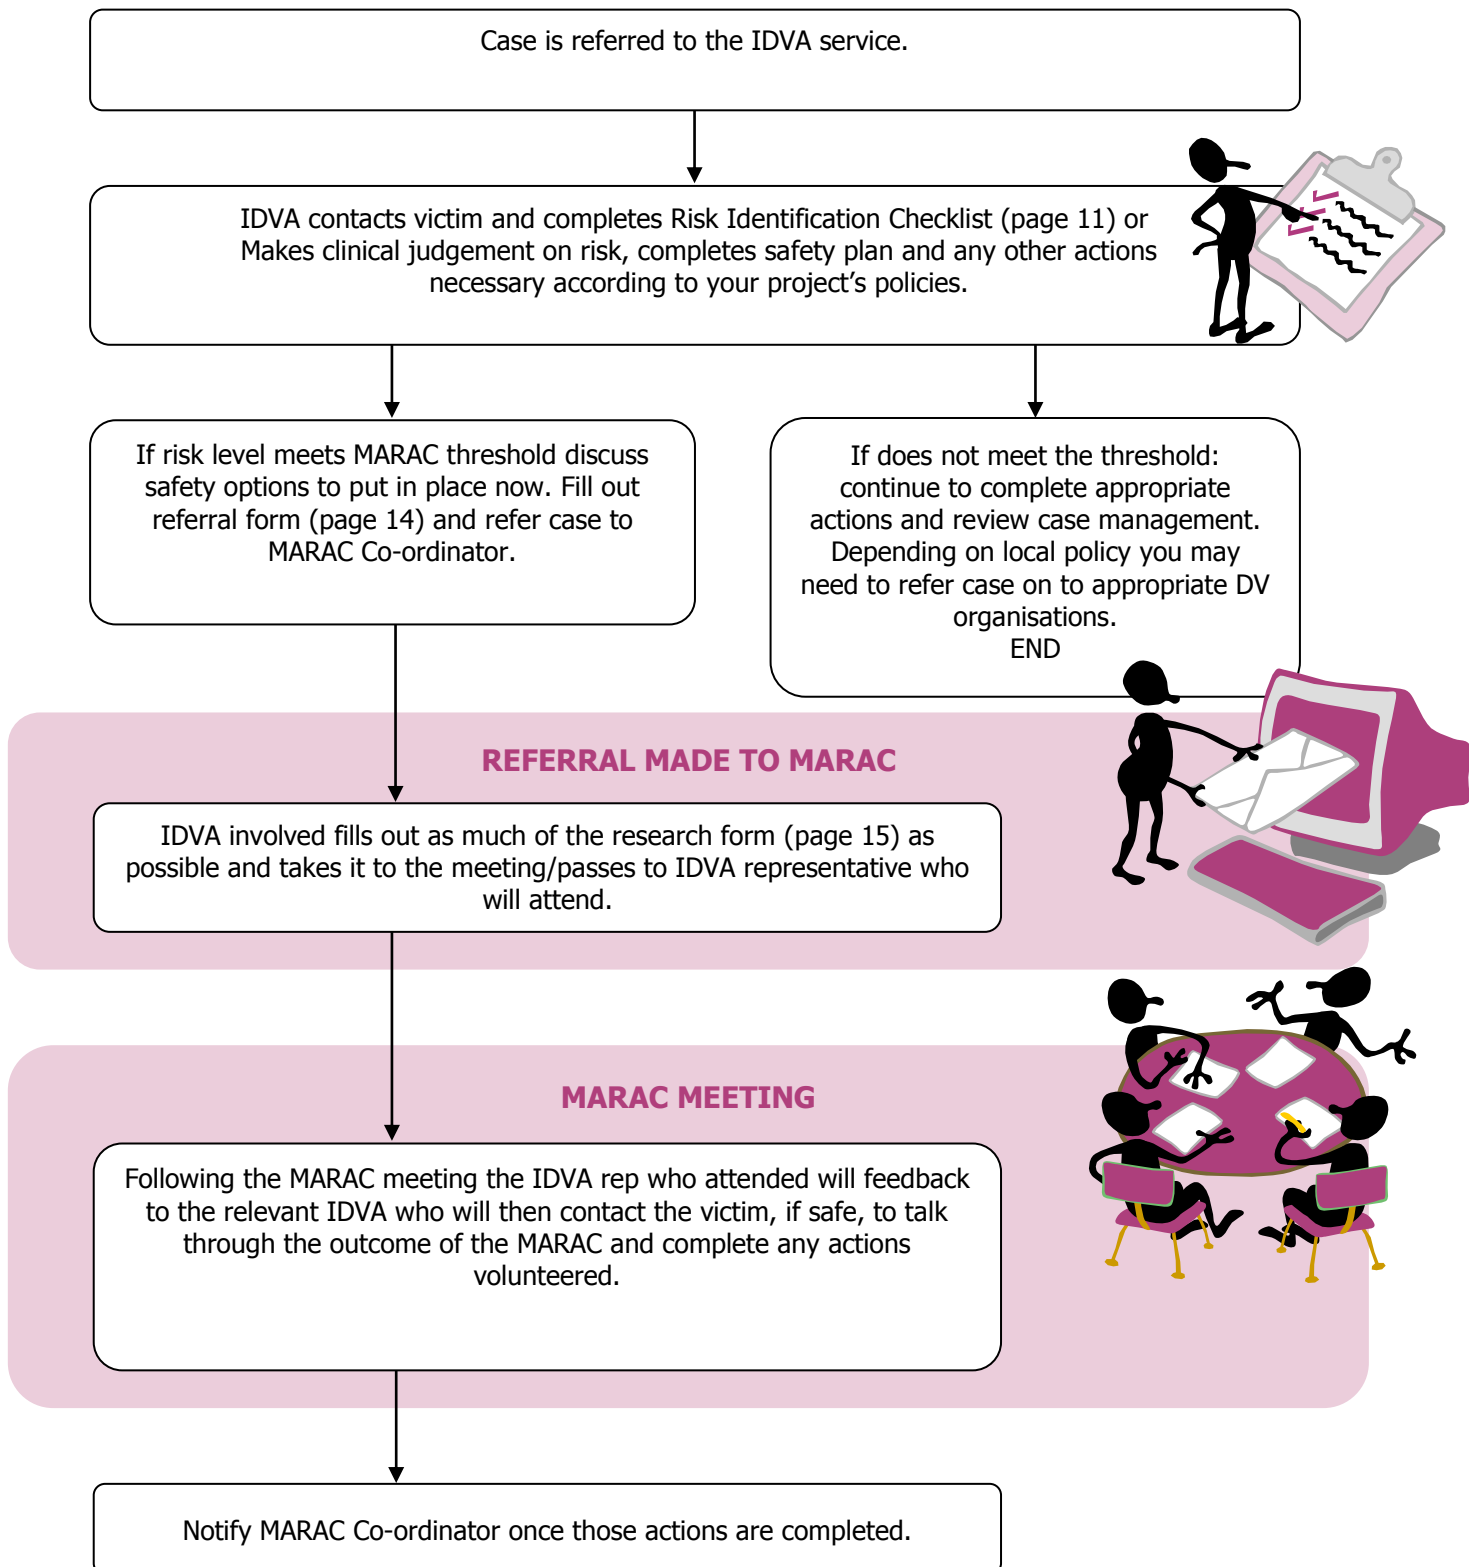 Case is referred to the IDVA service.
IDVA contacts victim and completes Risk Identification Checklist (page 11) or
Makes clinical judgement on risk, completes safety plan and any other actions
necessary according to your project’s policies.
If risk level meets MARAC threshold discuss
safety options to put in place now. Fill out
referral form (page 14) and refer case to
MARAC Co-ordinator.
If does not meet the threshold:
continue to complete appropriate
actions and review case management.
Depending on local policy you may
need to refer case on to appropriate DV
organisations.
END
REFERRAL MADE TO MARAC
IDVA involved fills out as much of the research form (page 15) as
possible and takes it to the meeting/passes to IDVA representative who
will attend.
MARAC MEETING
Following the MARAC meeting the IDVA rep who attended will feedback
to the relevant IDVA who will then contact the victim, if safe, to talk
through the outcome of the MARAC and complete any actions
volunteered.
Notify MARAC Co-ordinator once those actions are completed.